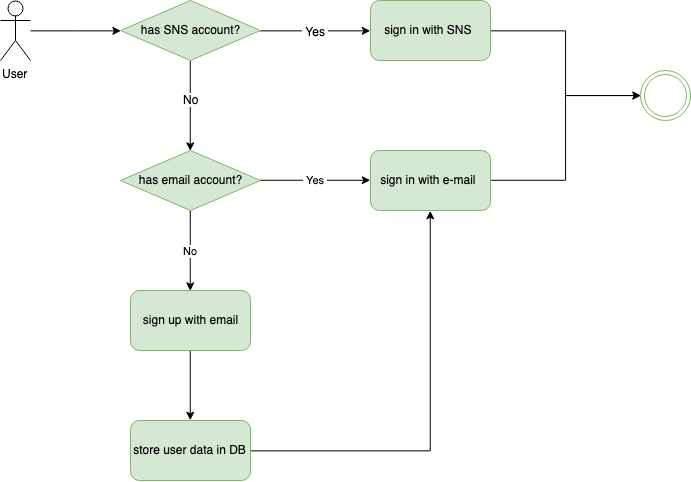 has SNS account?
Yes
sign in with SNS
User
No
has email account?
Yes
sign in with e-mail
No
sign up with email
store user data in DB